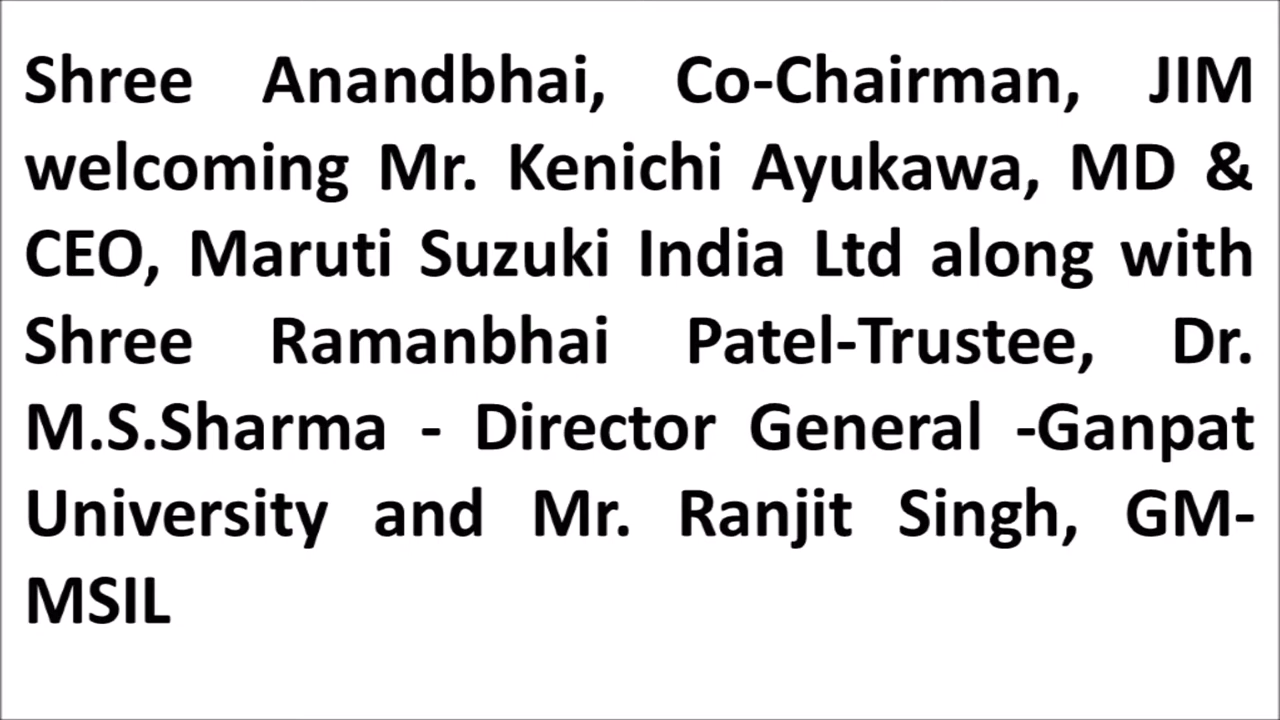 Shree Anandbhai, Co-Chairman, JIM
welcoming Mr. Kenichi Ayukawa, MD &
CEO, Maruti Suzuki India Ltd along with
Shree Ramanbhai Patel-Trustee, Dr.
M.S.Sharma - Director General -Ganpat
University and Mr. Ranjit Singh, GM-
MSIL